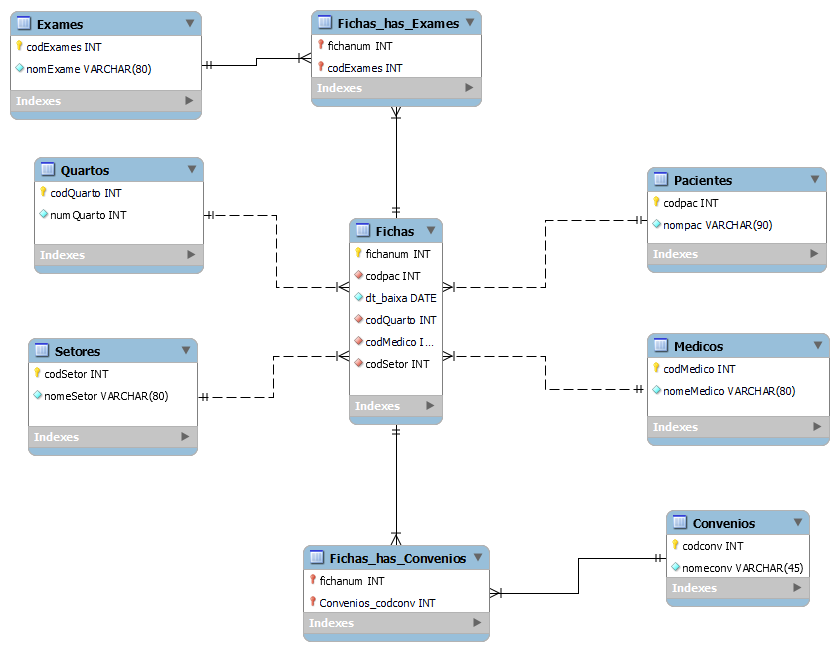 Exames
codExames INT
nomExame VARCHAR(80)
Indexes
Fichas_has_Exames
fichanum INT
codExames INT
Indexes
Quartos
codQuarto INT
numQuarto INT
Indexes
Pacientes
codpac INT
nompac VARCHAR(90)
Indexes
Fichas
fichanum INT
codpac INT
dt_baixa DATE
codQuarto INT
codMedico I...
codSetor INT
Indexes
Setores
codSetor INT
nomeSetor VARCHAR(80)
Indexes
Medicos
codMedico INT
nomeMedico VARCHAR(80)
Indexes
Fichas_has_Convenios
fichanum INT
Convenios_codconv INT
Indexes
Convenios
codconv INT
nomeconv VARCHAR(45)
Indexes